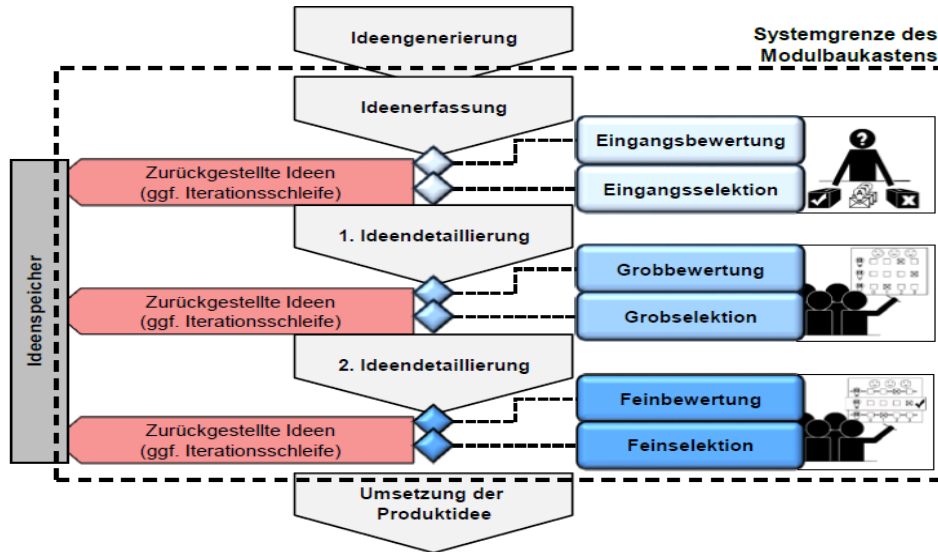 Ideengenerierung
Systemgrenze des
Modulbaukastens
Ideenerfassung
Eingangsbewertung
Zurückgestellte Ideen
(ggf. Iterationsschleife)
Eingangsselektion
1. Ideendetaillierung
Grobbewertung
Zurückgestellte Ideen
(ggf. Iterationsschleife)
Grobselektion
Ideenspeicher
2. Ideendetaillierung
Feinbewertung
Zurückgestellte Ideen
(ggf. Iterationsschleife)
Feinselektion
Umsetzung der
Produktidee